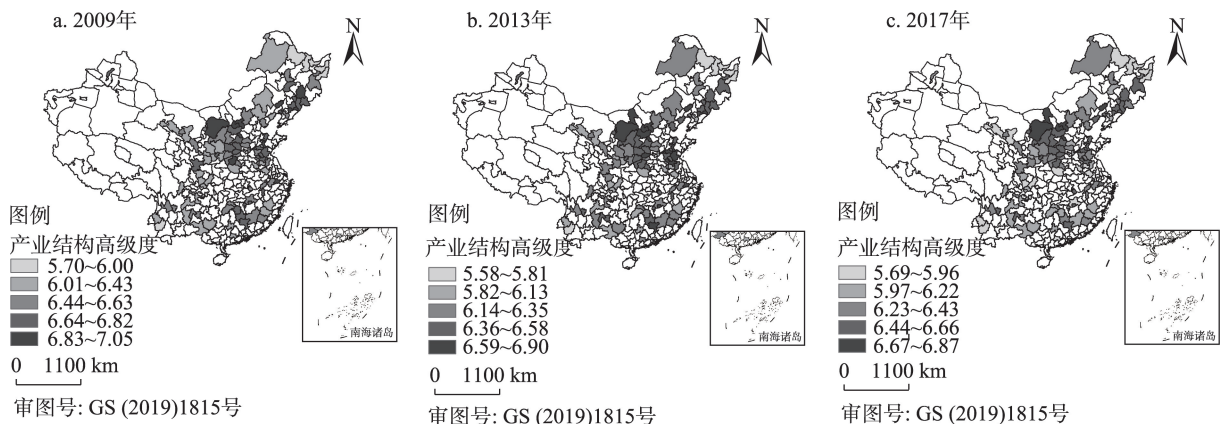 a. 2009年
N
图例
产业结构高级度
5.70~6.00
6.01~6.43
6.44~6.63
6.64~6.82
6.83~7.05
0 1100 km
审图号: GS (2019)1815号
南海诸岛
b. 2013年
N
图例
产业结构高级度
5.58~5.81
5.82~6.13
6.14~6.35
6.36~6.58
6.59~6.90
0 1100 km
审图号: GS (2019)1815号
南海诸岛
c. 2017年
N
图例
产业结构高级度
5.69~5.96
5.97~6.22
6.23~6.43
6.44~6.66
6.67~6.87
0 1100 km
审图号: GS (2019)1815号
南海诸岛